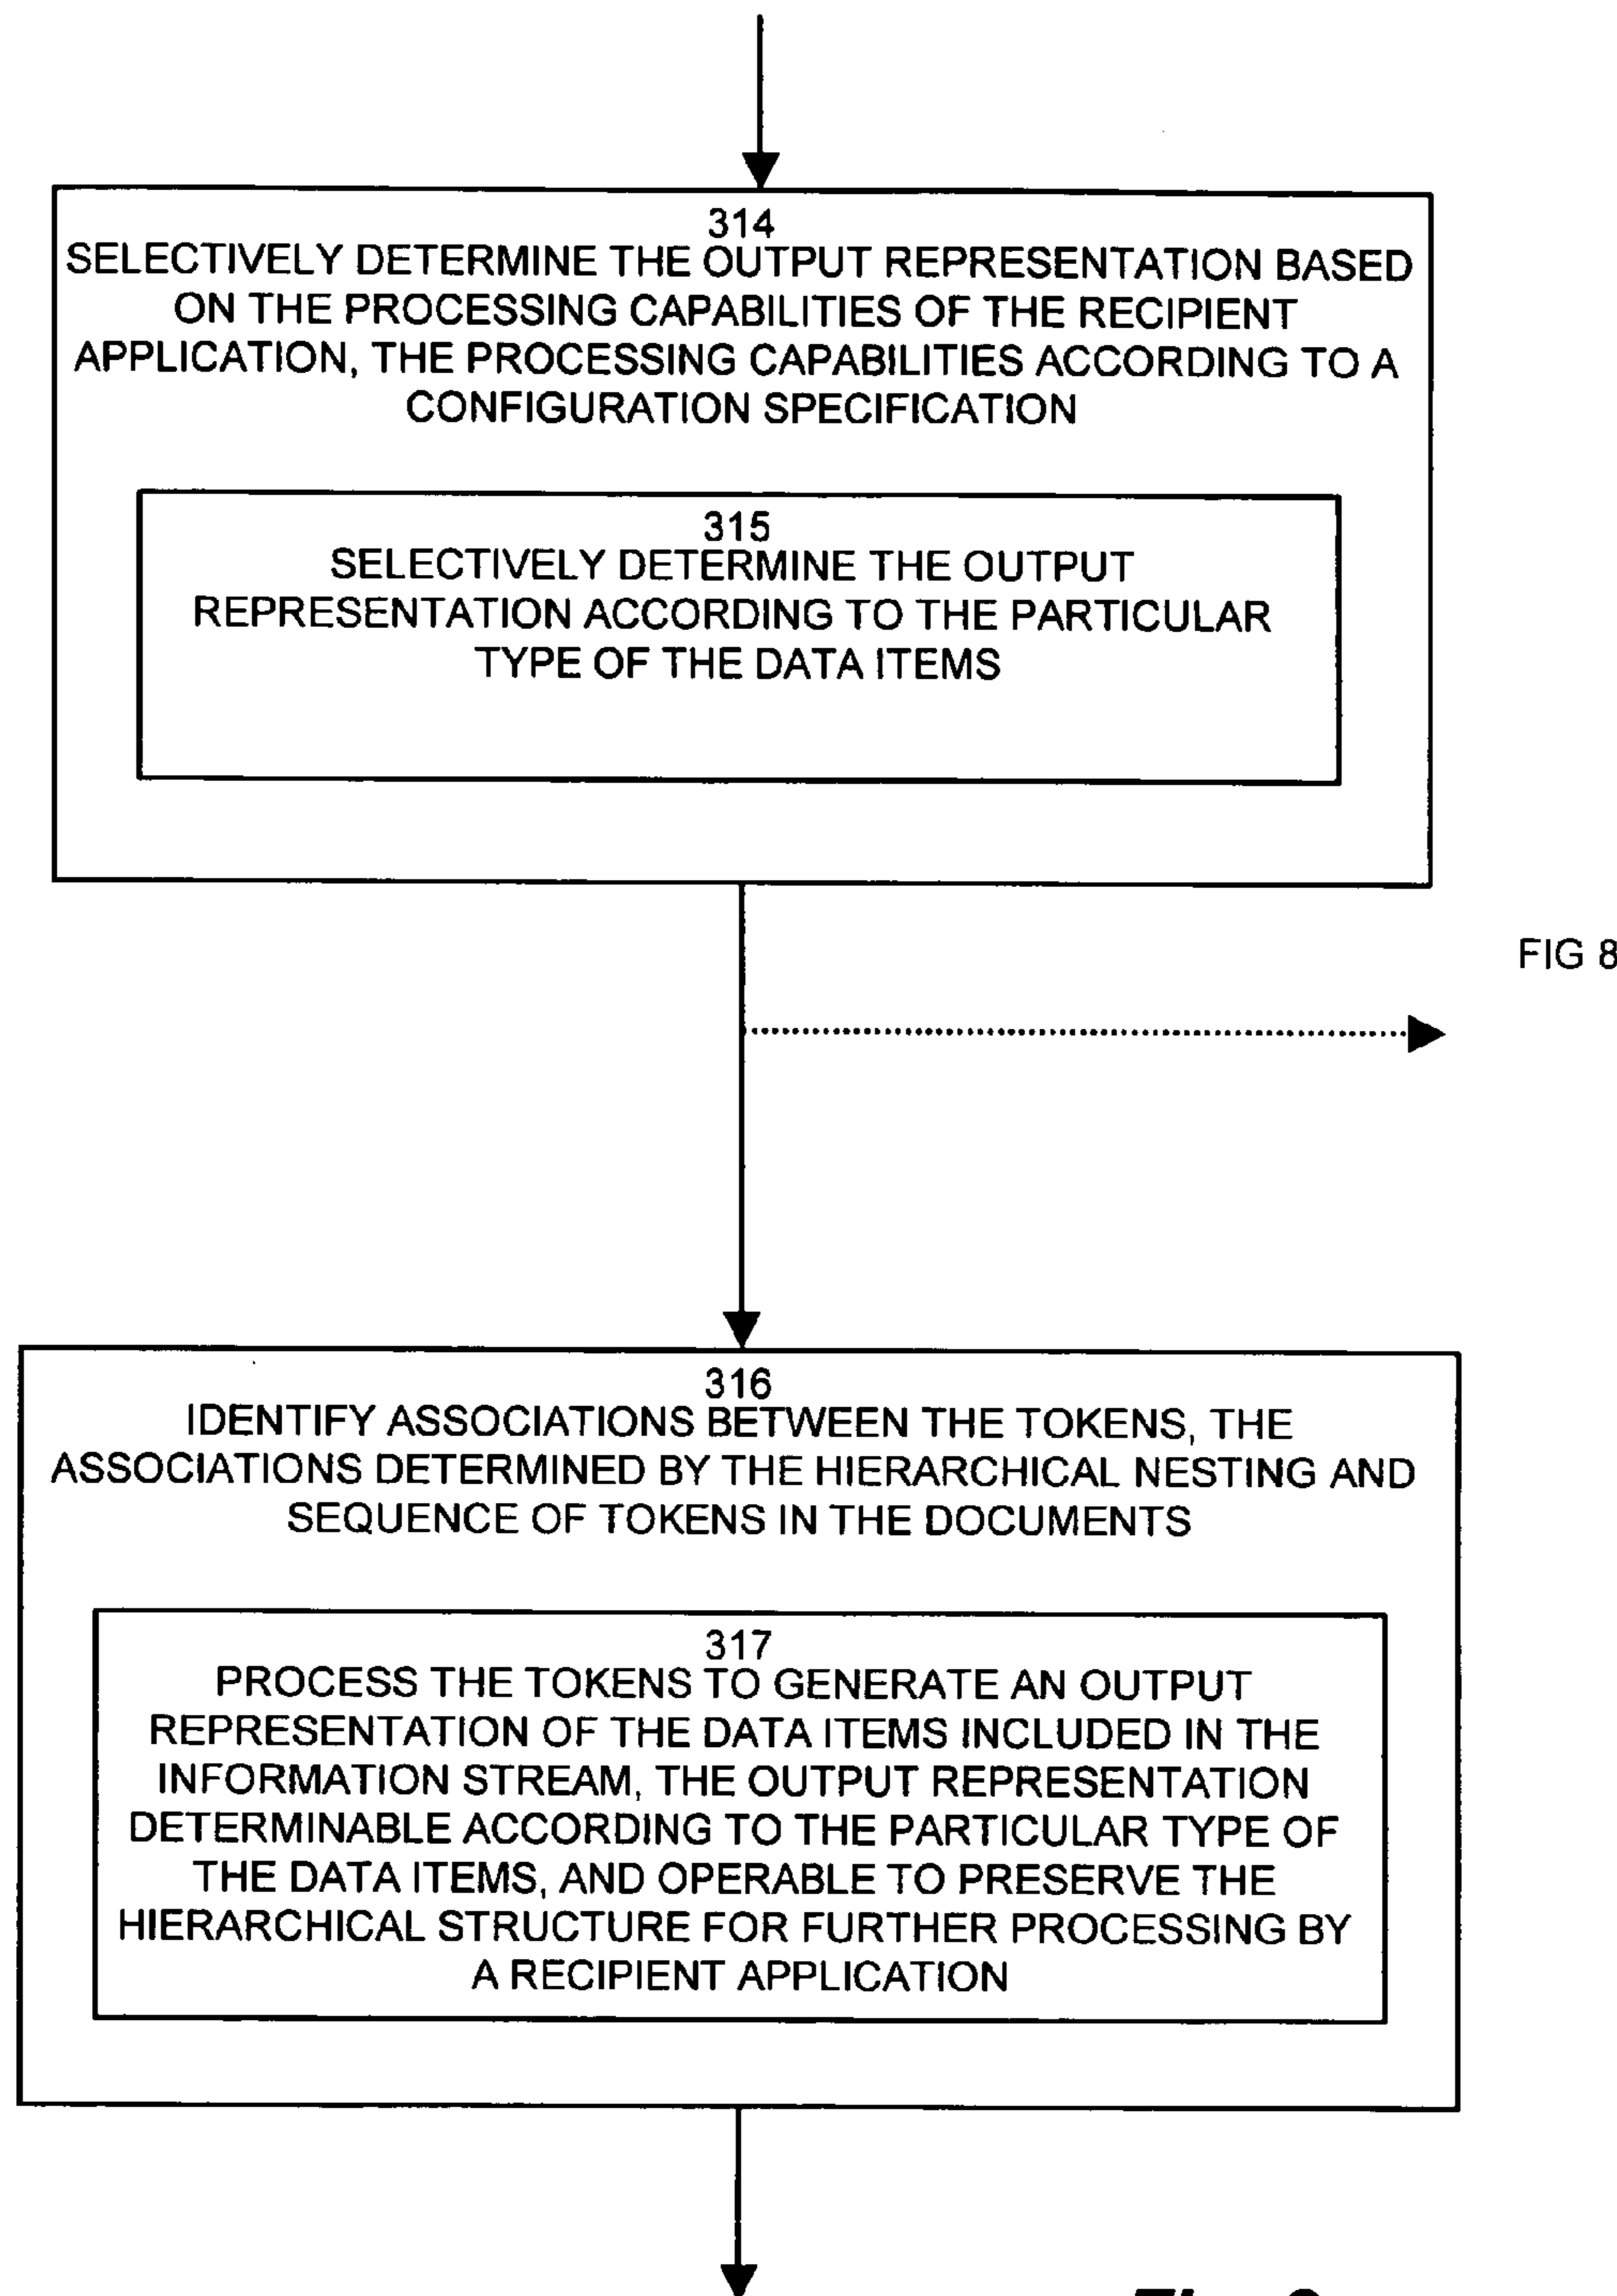 314
SELECTIVELY DETERMINE THE OUTPUT REPRESENTATION BASED
ON THE PROCESSING CAPABILITIES OF THE RECIPIENT
APPLICATION, THE PROCESSING CAPABILITIES ACCORDING TO A
CONFIGURATION SPECIFICATION
315
SELECTIVELY DETERMINE THE OUTPUT
REPRESENTATION ACCORDING TO THE PARTICULAR
TYPE OF THE DATA ITEMS
FIG 8
316
IDENTIFY ASSOCIATIONS BETWEEN THE TOKENS, THE
ASSOCIATIONS DETERMINED BY THE HIERARCHICAL NESTING AND
SEQUENCE OF TOKENS IN THE DOCUMENTS
317
PROCESS THE TOKENS TO GENERATE AN OUTPUT
REPRESENTATION OF THE DATA ITEMS INCLUDED IN THE
INFORMATION STREAM, THE OUTPUT REPRESENTATION
DETERMINABLE ACCORDING TO THE PARTICULAR TYPE OF
THE DATA ITEMS, AND OPERABLE TO PRESERVE THE
HIERARCHICAL STRUCTURE FOR FURTHER PROCESSING BY
A RECIPIENT APPLICATION